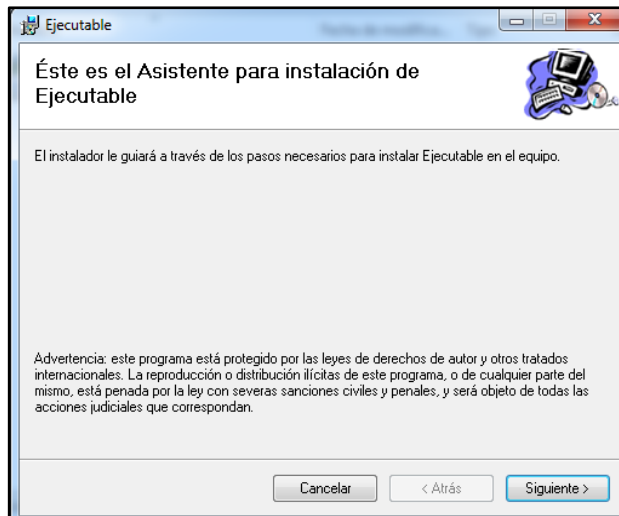 Ejecutable
Éste es el Asistente para instalación de
Ejecutable
El instalador le guiará a través de los pasos necesarios para instalar Ejecutable en el equipo.
Advertencia: este programa está protegido por las leyes de derechos de autor y otros tratados
internacionales. La reproducción o distribución ilícitas de este programa, o de cualquier parte del
mismo, está penada por la ley con severas sanciones civiles y penales, y será objeto de todas las
acciones judiciales que correspondan.
Cancelar
< Atrás
Siguiente >